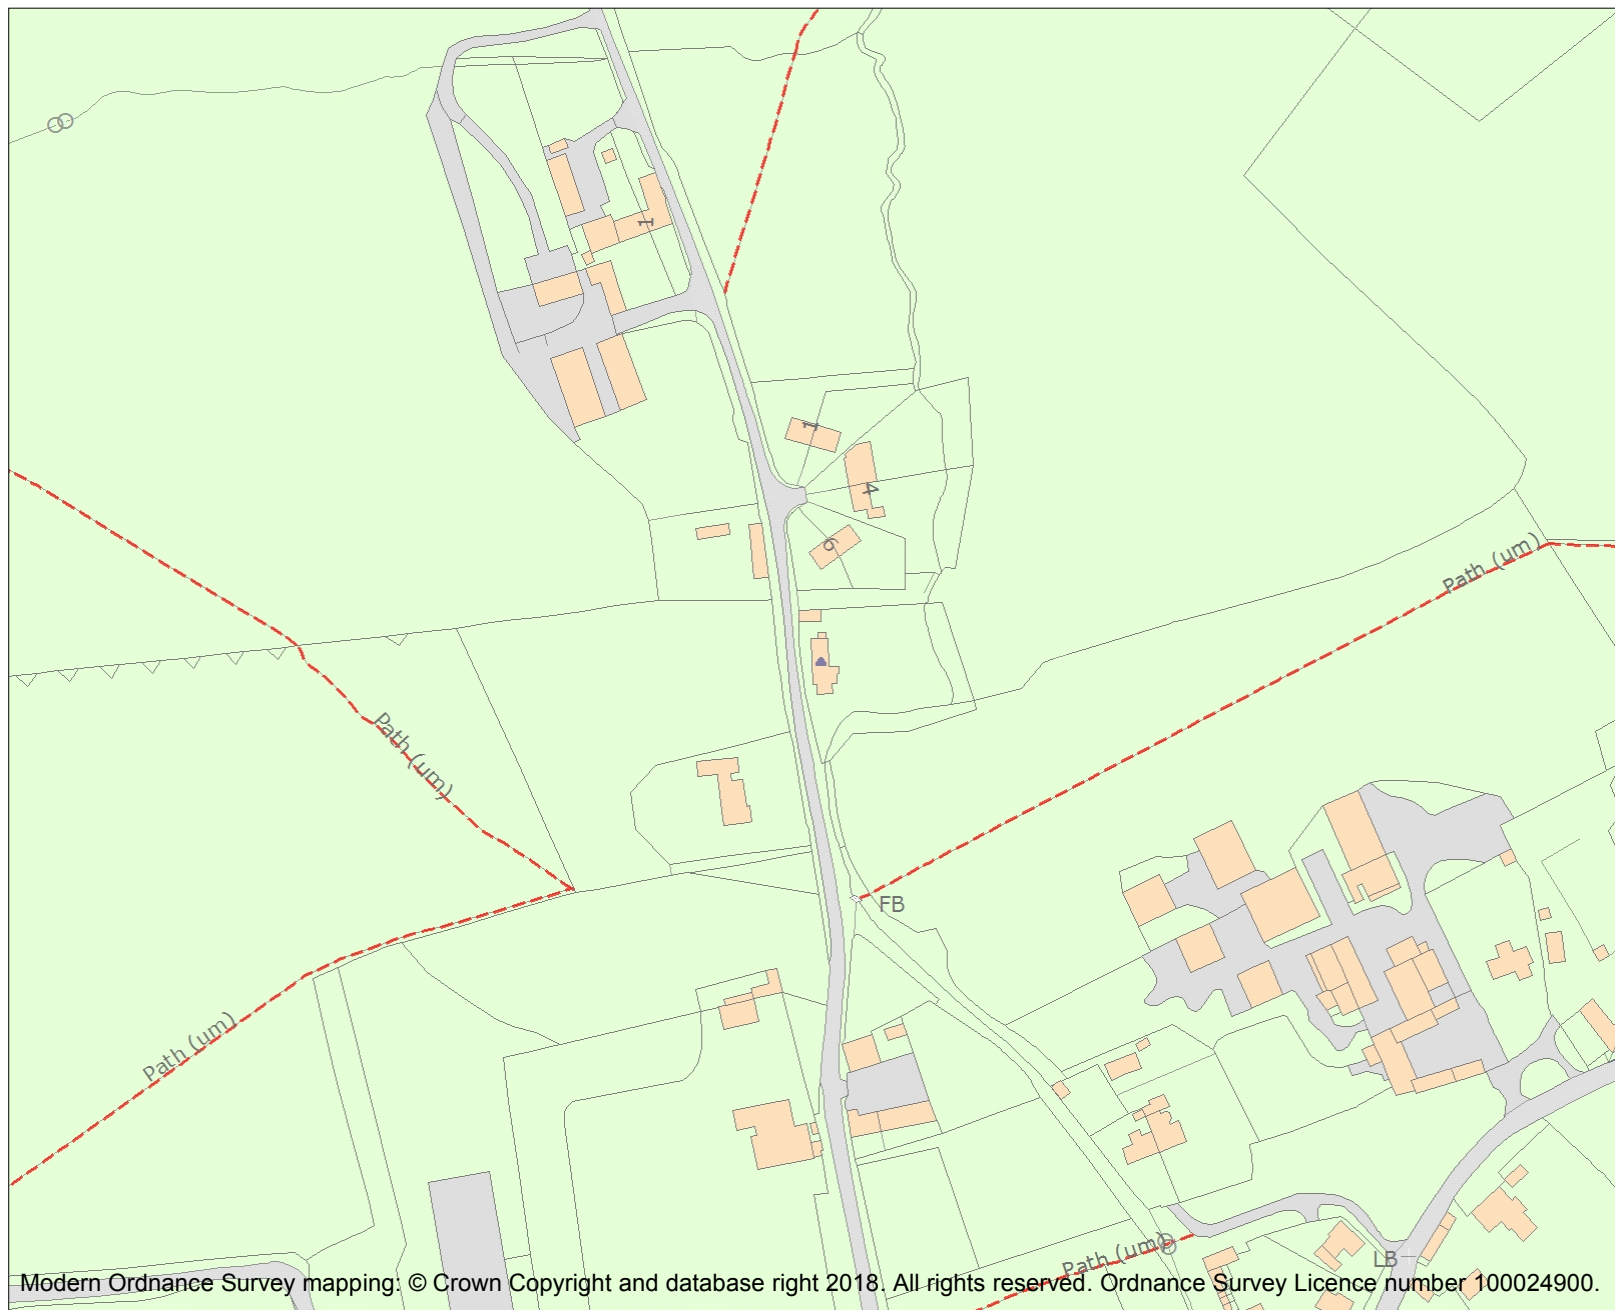 1
1
4
6
Path (um)
Path (um)
FB
Path (um)
Path (um)
LB
Modern Ordnance Survey mapping: © Crown Copyright and database right 2018. All rights reserved. Ordnance Survey Licence number 100024900.